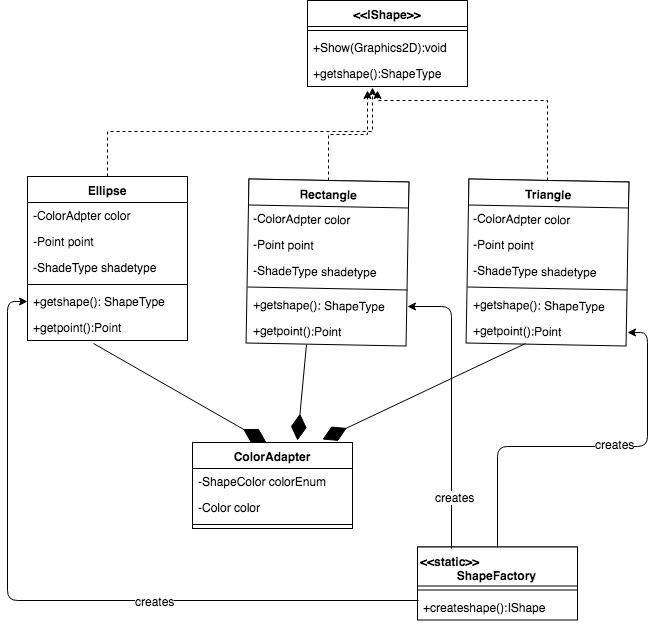 <<IShape>>
+Show(Graphics2D):void
+getshape():ShapeType
Ellipse
-ColorAdpter color
-Point point
-ShadeType shadetype
+getshape(): ShapeType
+getpoint():Point
Rectangle
-ColorAdpter color
-Point point
-ShadeType shadetype
+getshape(): ShapeType
+getpoint():Point
Triangle
-ColorAdpter color
-Point point
-ShadeType shadetype
+getshape(): ShapeType
+getpoint():Point
ColorAdapter
-ShapeColor colorEnum
-Color color
creates
creates
<<static>>
ShapeFactory
+createshape():IShape
creates